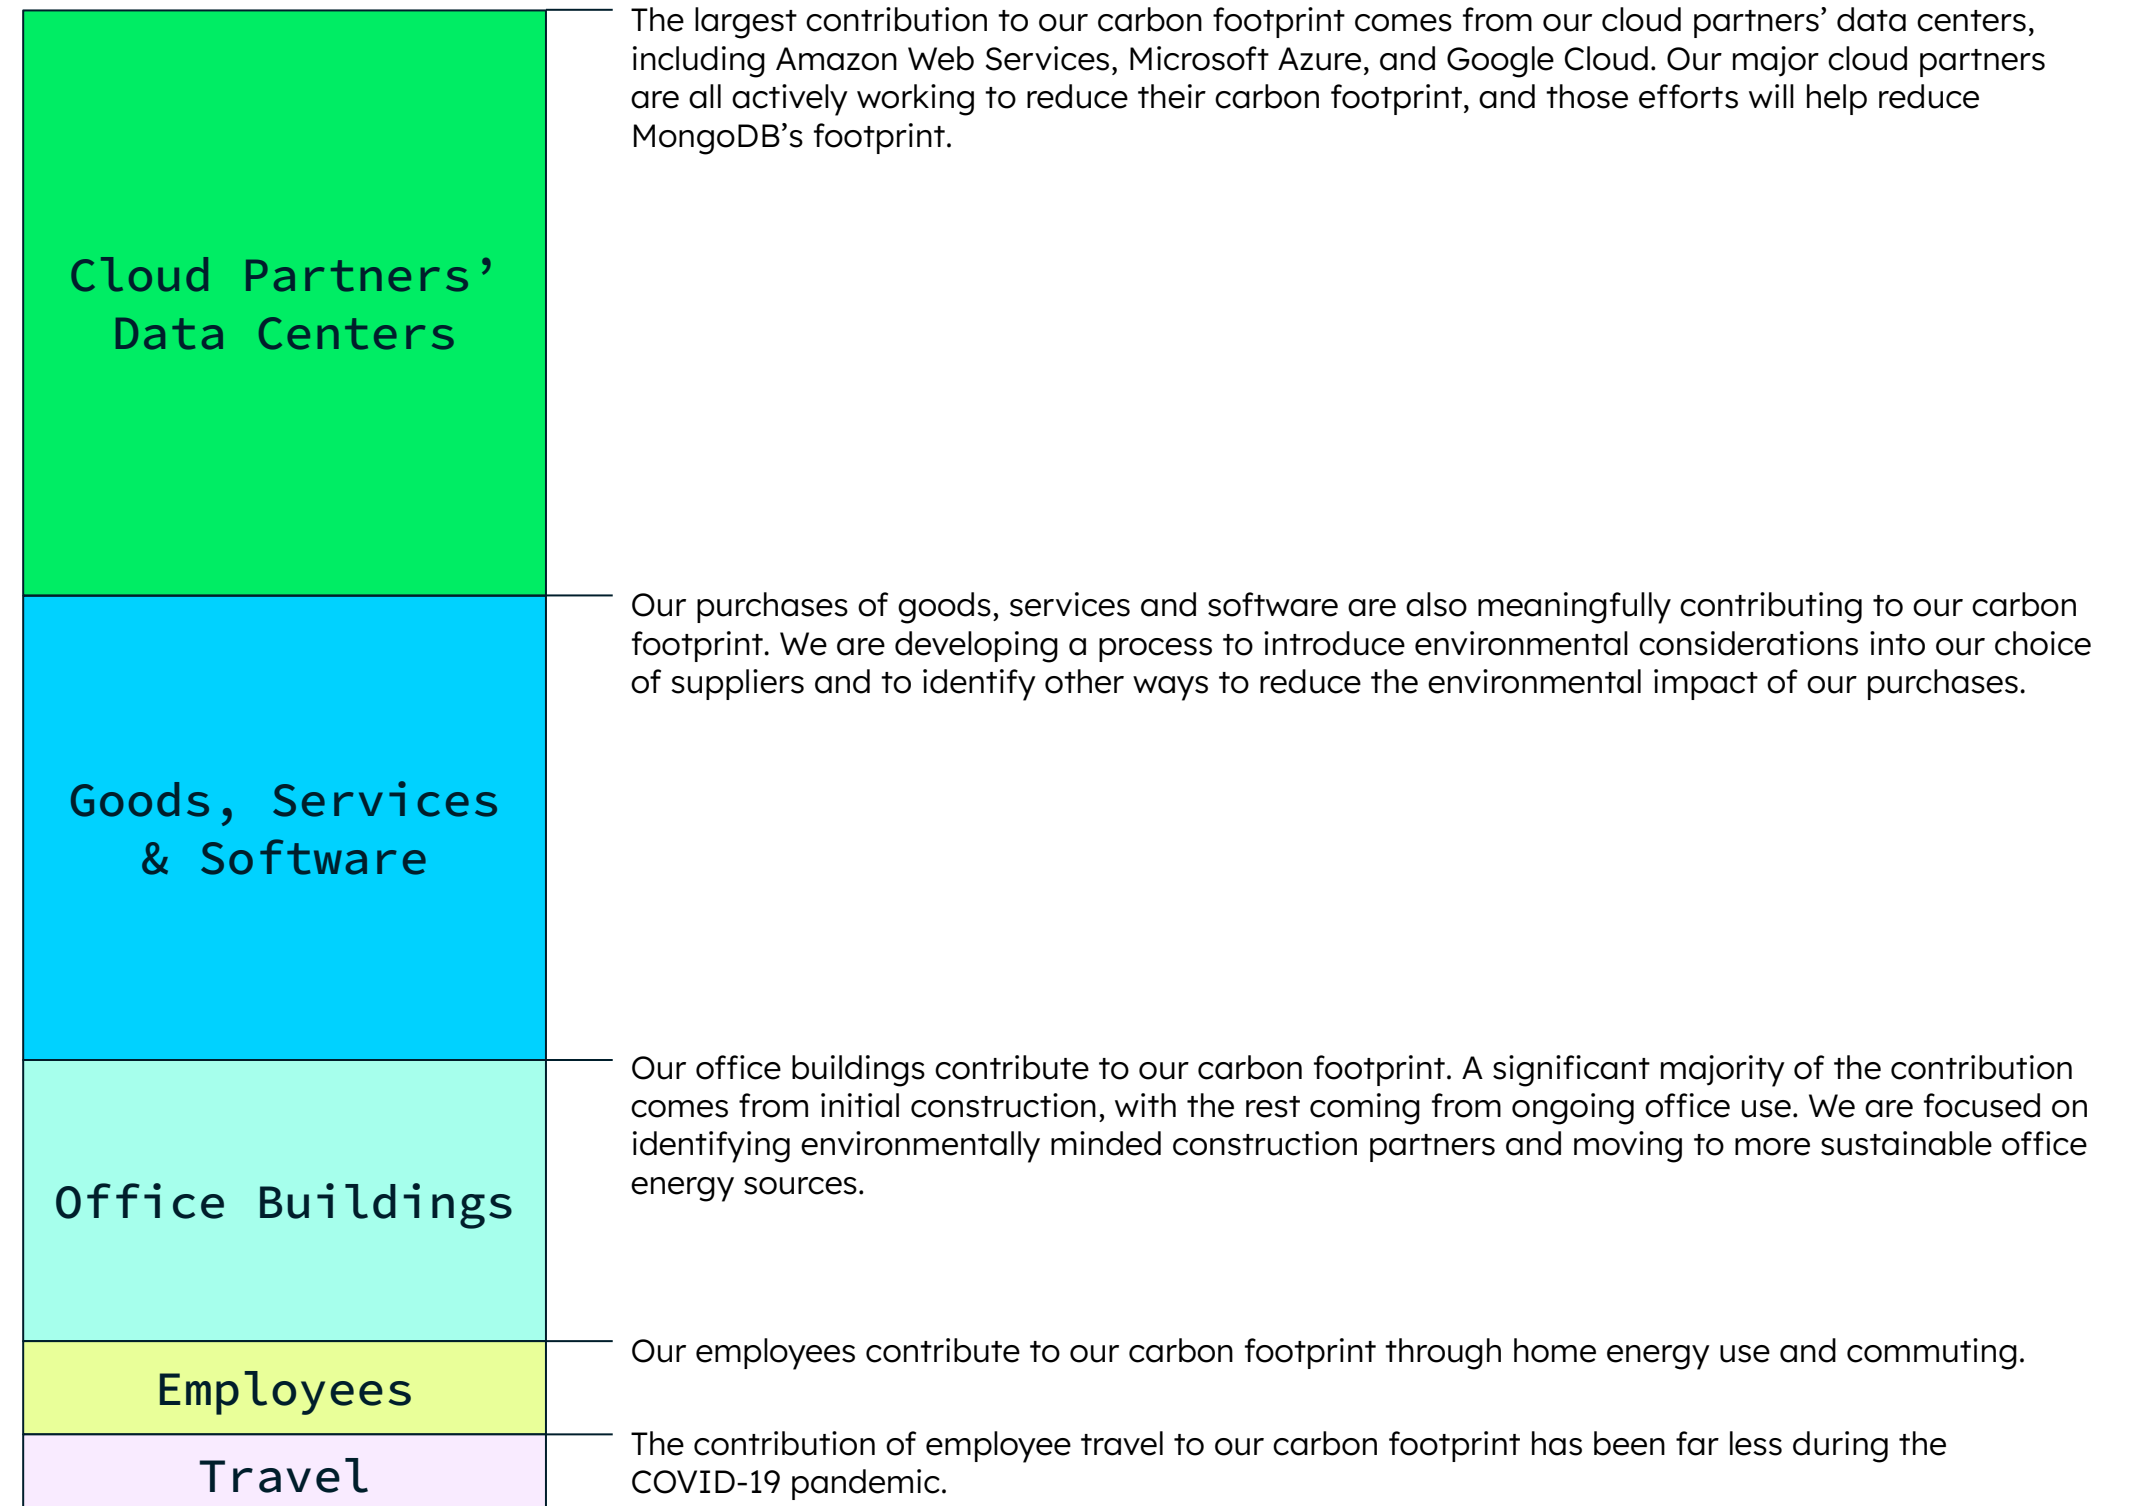 The largest contribution to our carbon footprint comes from our cloud partners’ data centers,
including Amazon Web Services, Microsoft Azure, and Google Cloud. Our major cloud partners
are all actively working to reduce their carbon footprint, and those efforts will help reduce
MongoDB’s footprint.
Cloud Partners’
Data Centers
Our purchases of goods, services and software are also meaningfully contributing to our carbon
footprint. We are developing a process to introduce environmental considerations into our choice
of suppliers and to identify other ways to reduce the environmental impact of our purchases.
Goods, Services
& Software
Our office buildings contribute to our carbon footprint. A significant majority of the contribution
comes from initial construction, with the rest coming from ongoing office use. We are focused on
identifying environmentally minded construction partners and moving to more sustainable office
energy sources.
Office Buildings
Our employees contribute to our carbon footprint through home energy use and commuting.
Employees
The contribution of employee travel to our carbon footprint has been far less during the
COVID-19 pandemic.
Travel